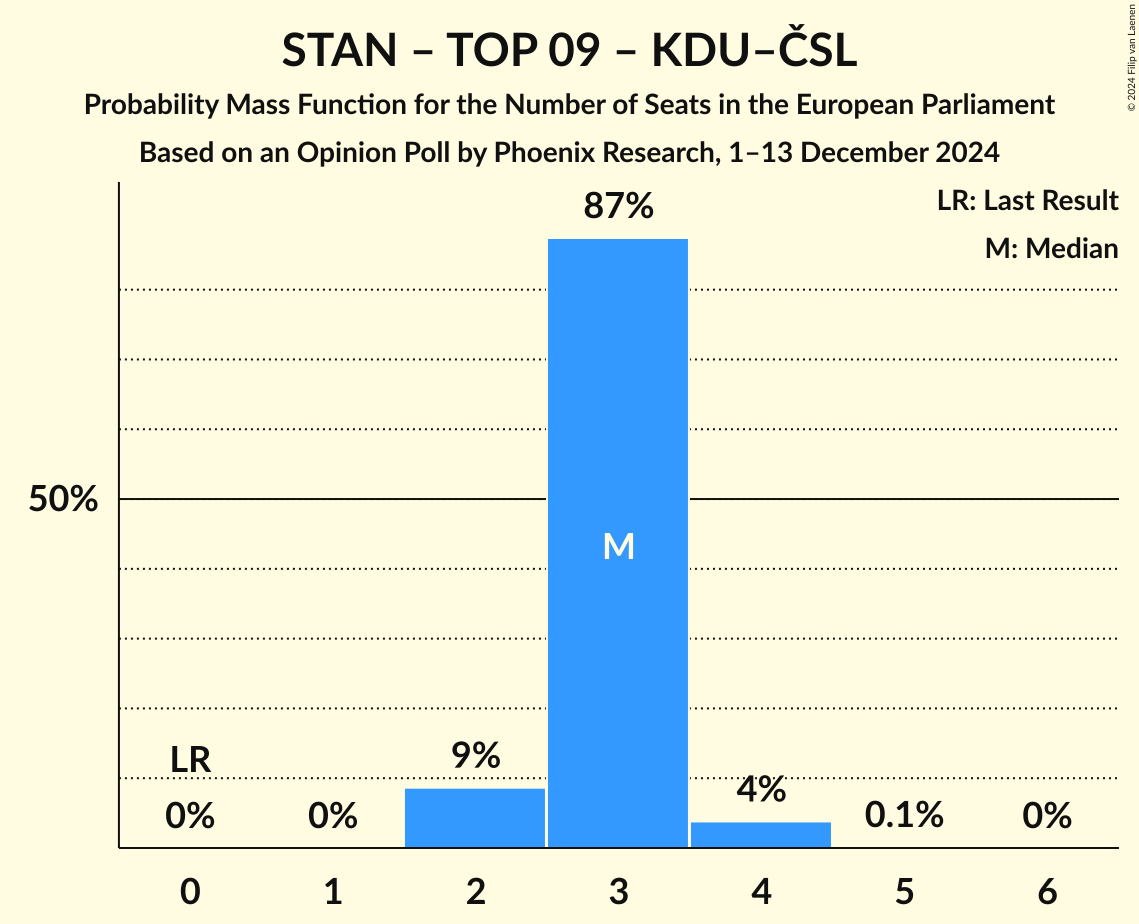 STAN – TOP 09 – KDU–ČSL
Probability Mass Function for the Number of Seats in the European Parliament
Based on an Opinion Poll by Phoenix Research, 1–13 December 2024
© 2024 Filip van Laenen
LR: Last Result
M: Median
87%
50%
M
LR
9%
4%
0%
0%
0.1%
0%
0 1 2 3 4 5 6